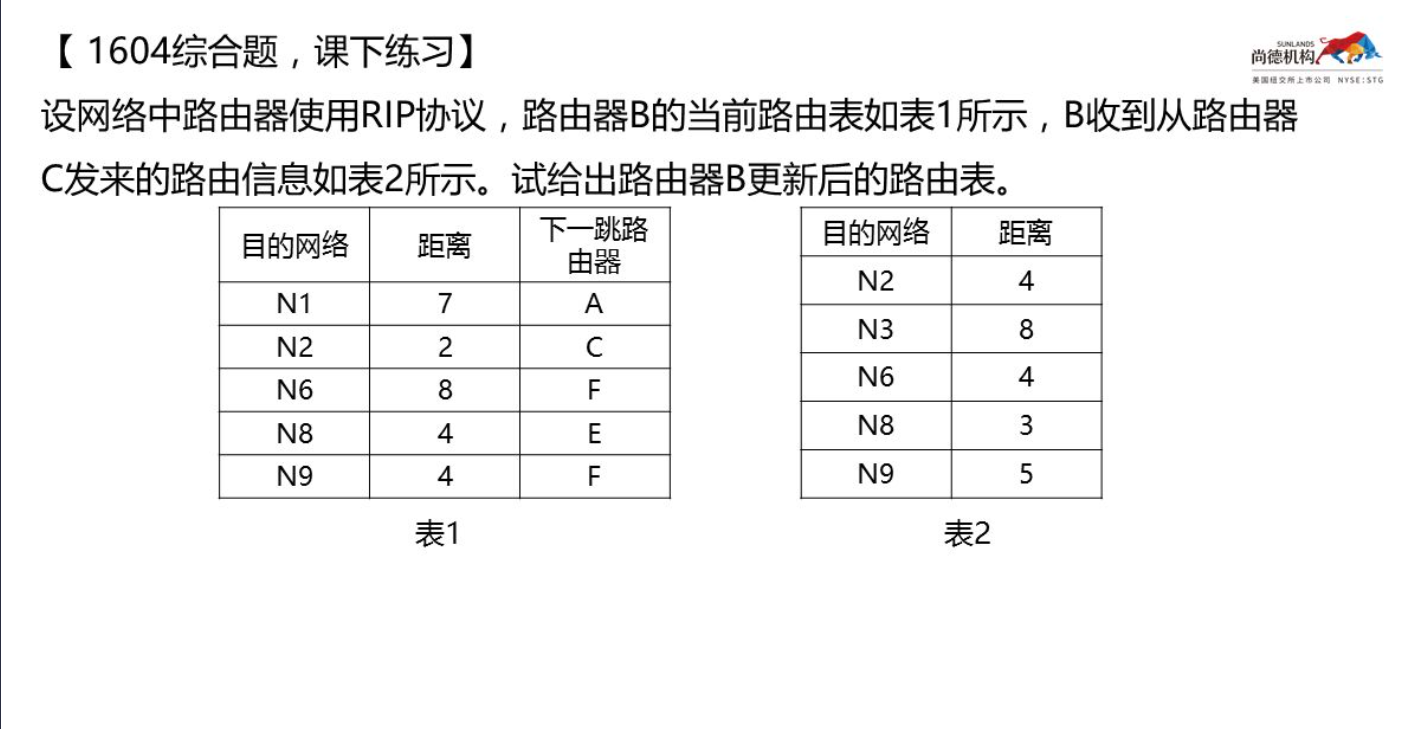 【 1604综合题，课下练习】
SUNLANDS
尚德机构
美国纽交所上市公司 NYSE:STG
设网络中路由器使用RIP协议，路由器B的当前路由表如表1所示，B收到从路由器
C发来的路由信息如表2所示。试给出路由器B更新后的路由表。
目的网络 距离 下一跳路由器
N1 7 A
N2 2 C
N6 8 F
N8 4 E
N9 4 F
表1
目的网络 距离
N2 4
N3 8
N6 4
N8 3
N9 5
表2